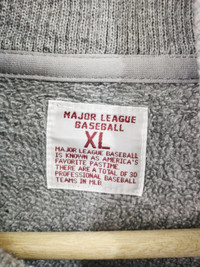 MAJOR LEAGUE
BASEBALL
XL
MAJOR LEAGUE BASEBALL
IS KNOWN AS AMERICA'S
FAVORITE PASTIME
THERE ARE A TOTAL OF 30
PROFESSIONAL BASEBALL
TEAMS IN MLB